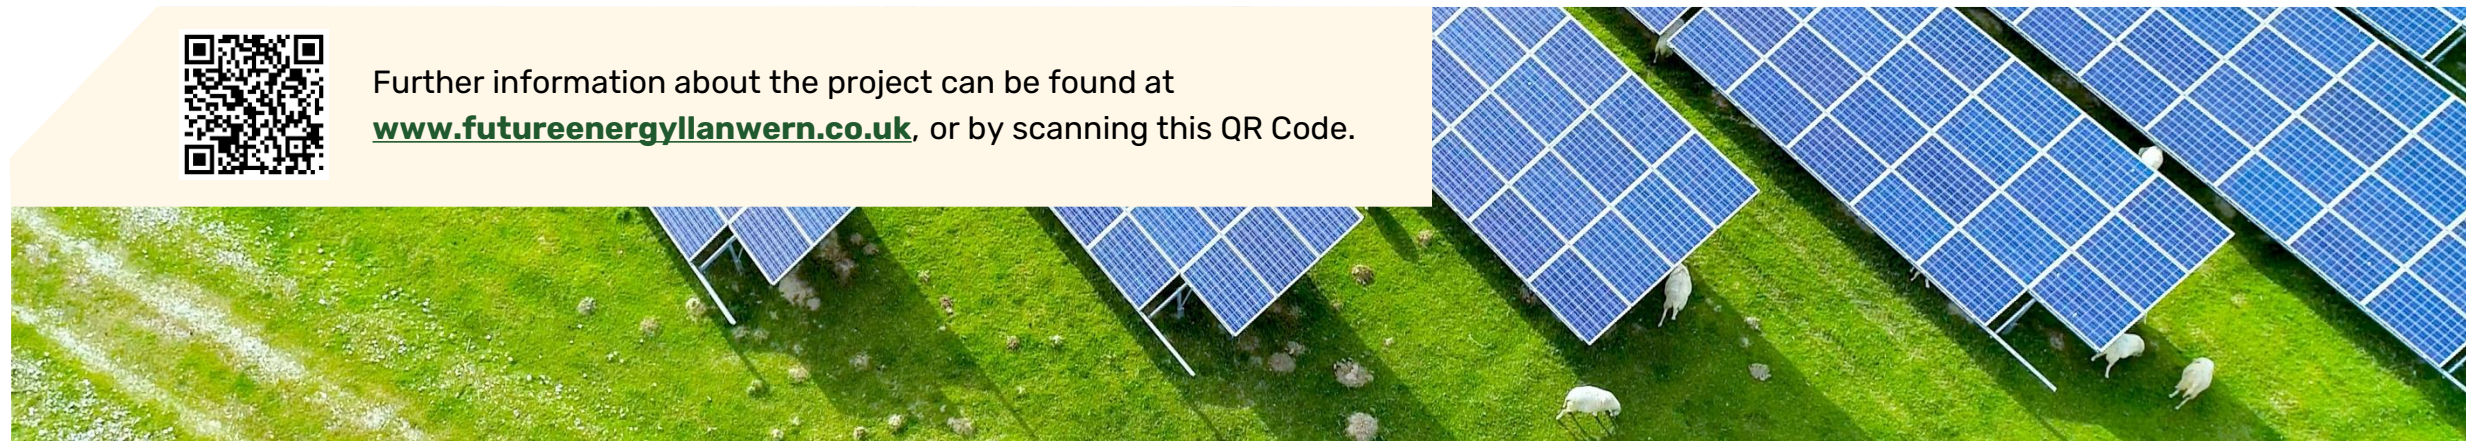 Further information about the project can be found at
www.futureenergyllanwern.co.uk, or by scanning this QR Code.